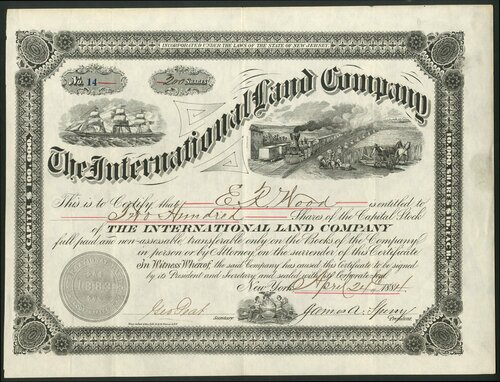 INCORPORATED UNDER THE LAWS OF THE STATE OF NEW JERSEY.
No. 14
200 SHARES
The International Land Company
This is to Certify that E R Wood is entitled to
Two Hundred Shares of the Capital Stock
of THE INTERNATIONAL LAND COMPANY
full paid and non-assessable transferable only on the Books of the Company
in person or by Attorney on the surrender of this Certificate
In Witness Whereof, the said Company has caused this Certificate to be signed
by its President and Secretary and sealed with its Corporate seal
New York April 24th 1884
Secretary
James A.
President